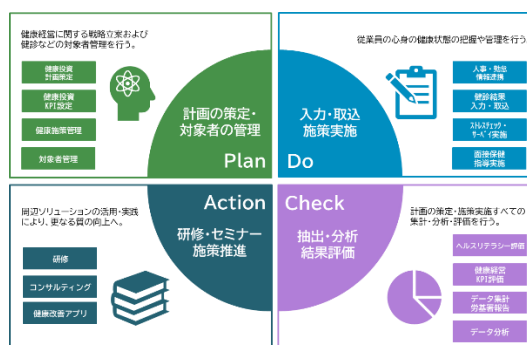 健康経営に関する戦略立案および
健診などの対象者管理を行う。
健康投資
計画策定
健康投資
KPI設定
健康施策管理
対象者管理
計画の策定・
対象者の管理
Plan
従業員の心身の健康状態の把握や管理を行う
人事・勤怠
情報連携
健診結果
入力・取込
ストレスチェック・
サーベイ実施
面接保健
指導実施
入力・取込
施策実施
Do
周辺ソリューションの活用・実践
により、更なる質の向上へ。
研修
コンサルティング
健康改善アプリ
Action
研修・セミナー
施策推進
Check
抽出・分析
結果評価
計画の策定・施策実施すべての
集計・分析・評価を行う。
ヘルスリテラシー評価
健康経営
KPI評価
データ集計
労基署報告
データ分析